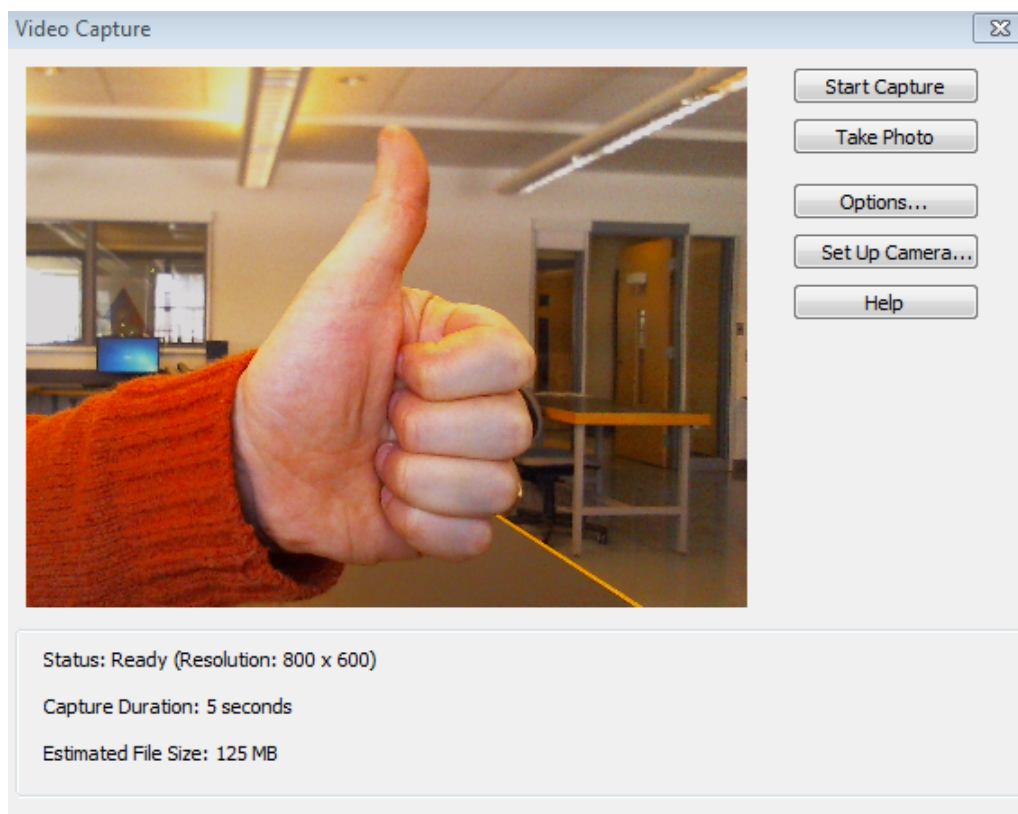 Video Capture
Start Capture
Take Photo
Options...
Set Up Camera...
Help
Status: Ready (Resolution: 800 x 600)
Capture Duration: 5 seconds
Estimated File Size: 125 MB